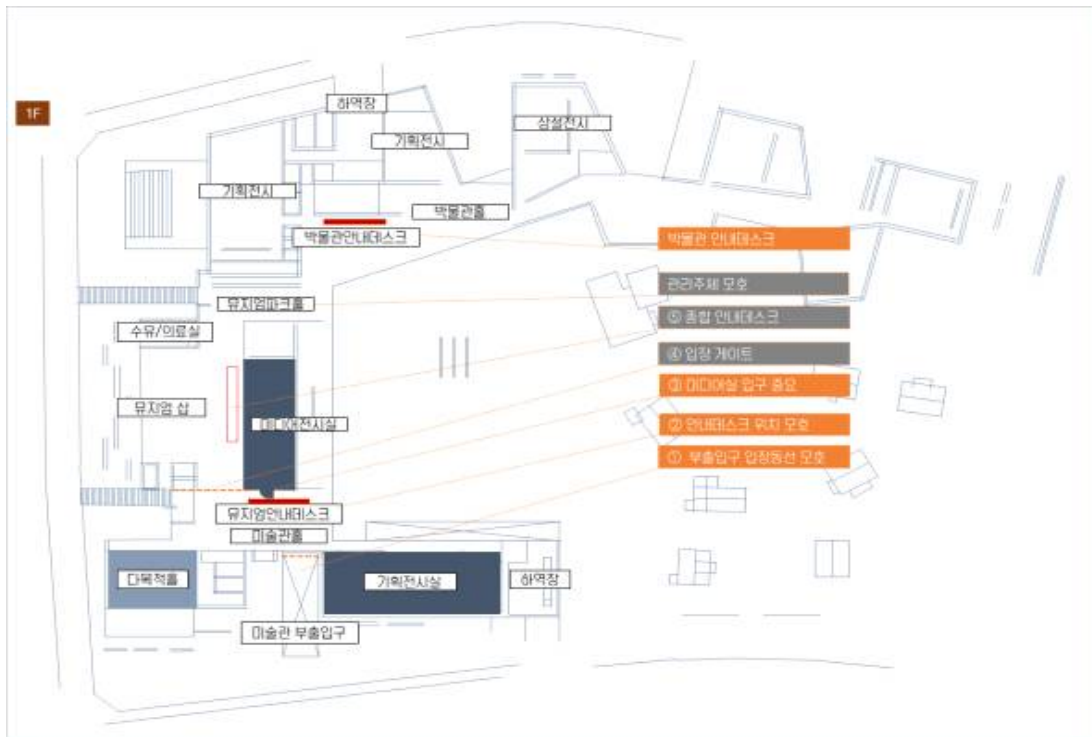 1F
하역장
기획전시
상설전시
기획전시
박물관홀
박물관안내데스크
박물관 안내데스크
관리주체 모호
뮤지엄파크홀
⑤ 종합 안내데스크
수유/의료실
④ 입장 게이트
③ 미디어실 입구 중요
뮤지엄 샵
미디어전시실
② 안내데스크 위치 모호
① 부출입구 입장동선 모호
뮤지엄안내데스크
미술관홀
다목적홀
기획전시실
하역장
미술관 부출입구